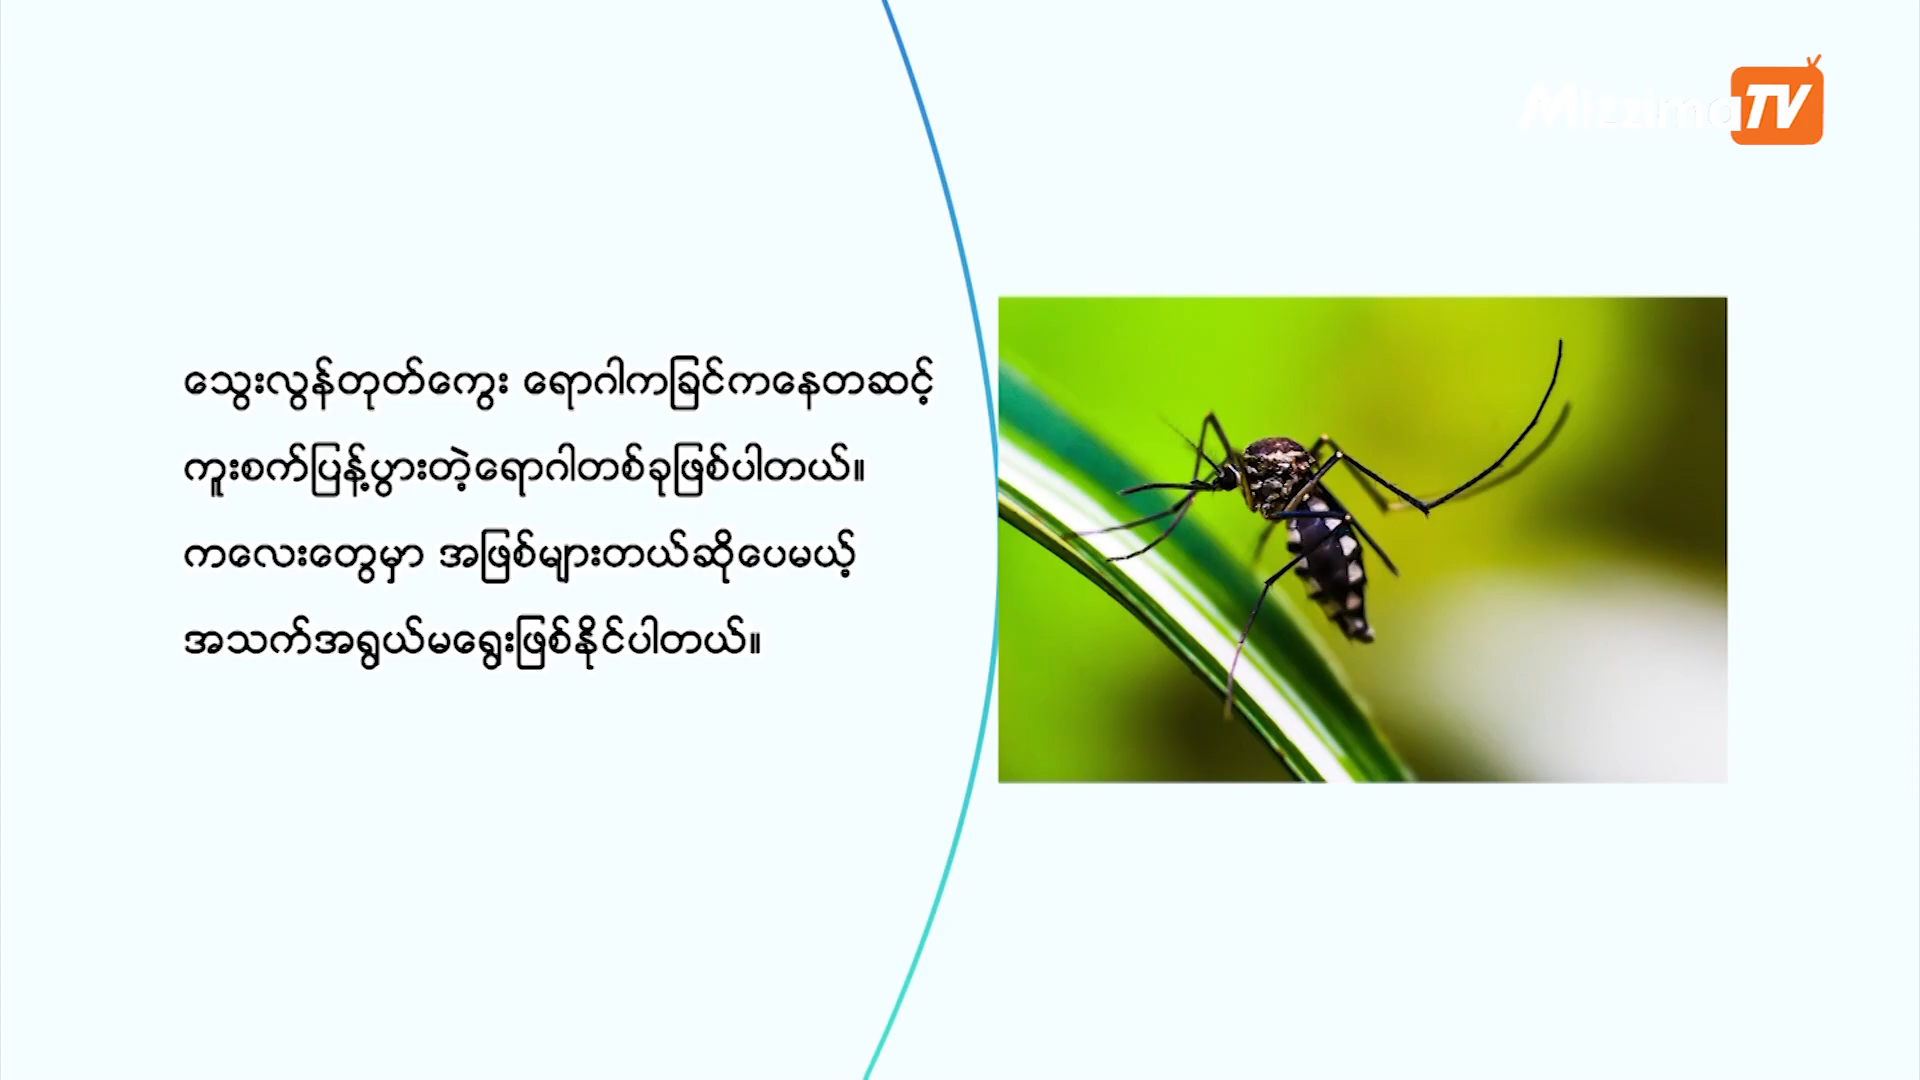 Mizzima TV
သွေးလွန်တုတ်ကွေး ရောဂါကခြင်ကနေတဆင့်
ကူးစက်ပြန့်ပွားတဲ့ရောဂါတစ်ခုဖြစ်ပါတယ်။
ကလေးတွေမှာ အဖြစ်များတယ်ဆိုပေမယ့်
အသက်အရွယ်မရွေးဖြစ်နိုင်ပါတယ်။